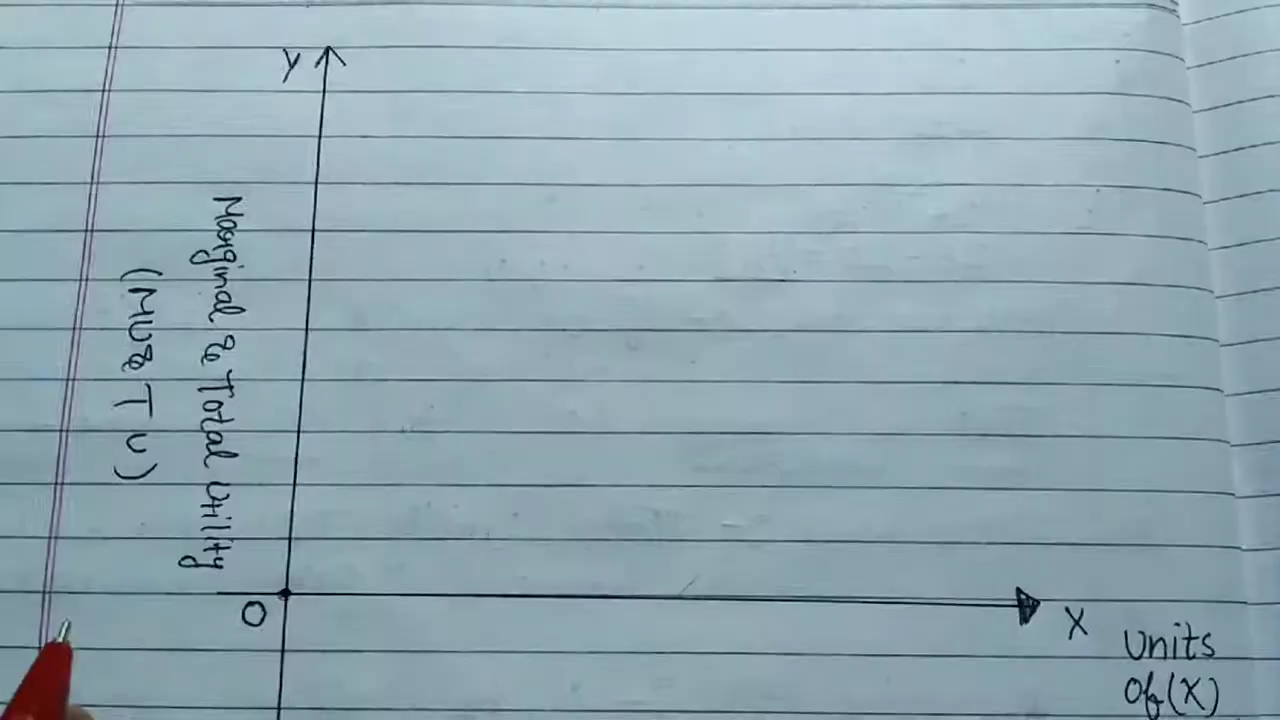 Y
Marginal & Total Utility
(MU & TU)
O
X
Units
Of (X)